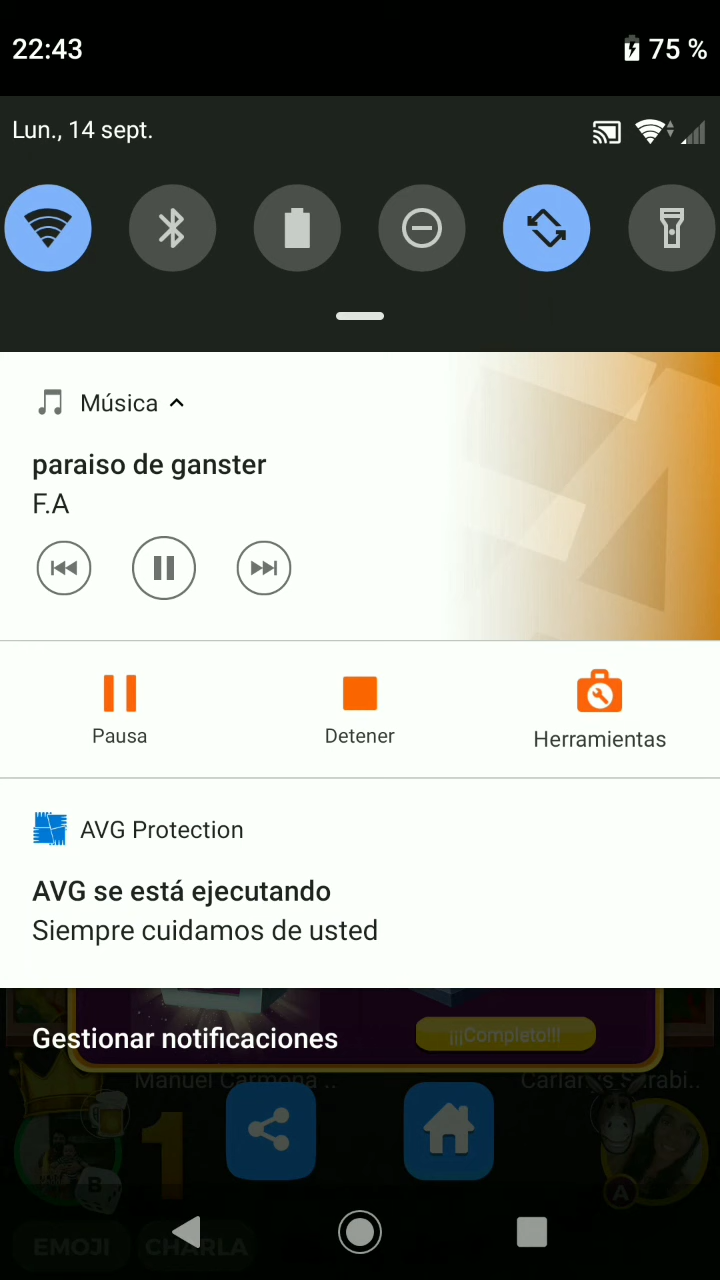 22:43
75 %
Lun., 14 sept.
Música
paraiso de ganster
F.A
Pausa
Detener
Herramientas
AVG Protection
AVG se está ejecutando
Siempre cuidamos de usted
Gestionar notificaciones
¡¡¡Completo!!!
Manuel Carmona ..
B
1
A
EMOJI
CHARLA